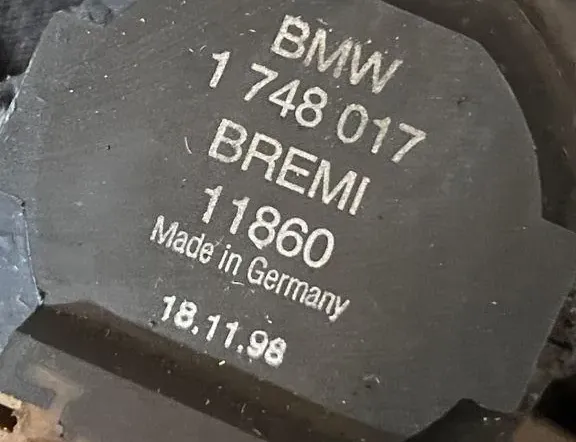 BMW
1 748 017
BREMI
11860
Made in Germany
18.11.98